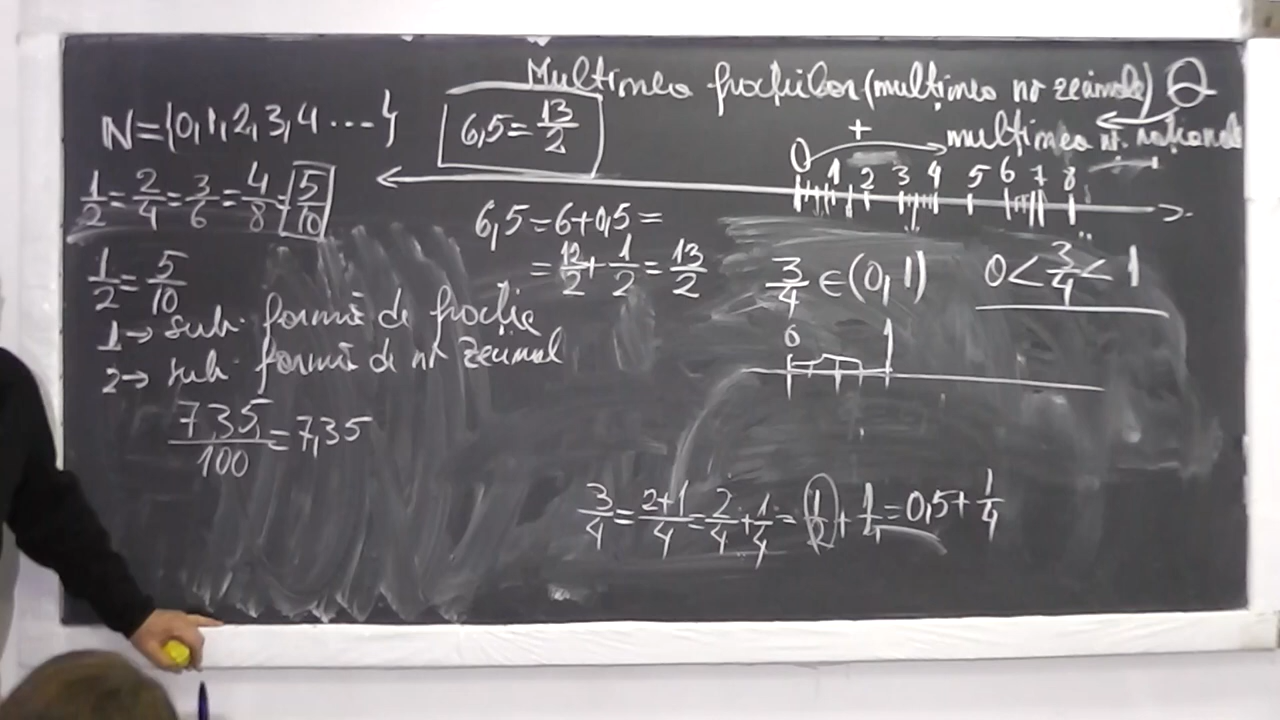 Mulțimea fracțiilor (mulțimea nr zecimale) Q
mulțimea nr. raționale
N={0,1,2,3,4 ....}
6,5=13/2
1/2=2/4=3/6=4/8=5/10
+
0 1 2 3 4 5 6 7 8
6,5=6+0,5=
=12/2+1/2=13/2
1/2=5/10
3/4 ∈(0,1)
0<3/4<1
1→ sub formă de fracție
2→ sub formă de nr zecimal
0 1
735/100=7,35
3/4=2+1/4=2/4+1/4=1/2+1/4=0,5+1/4